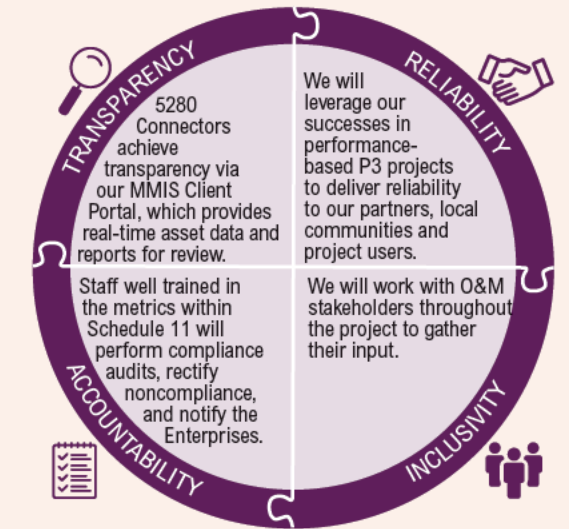 TRANSPARENCY
5280
Connectors
achieve
transparency via
our MMIS Client
Portal, which provides
real-time asset data and
reports for review.
RELIABILITY
We will
leverage our
successes in
performance-
based P3 projects
to deliver reliability
to our partners, local
communities and
project users.
Staff well trained in
the metrics within
Schedule 11 will
perform compliance
audits, rectify
noncompliance,
and notify the
Enterprises.
ACCOUNTABILITY
We will work with O&M
stakeholders throughout
the project to gather
their input.
INCLUSIVITY